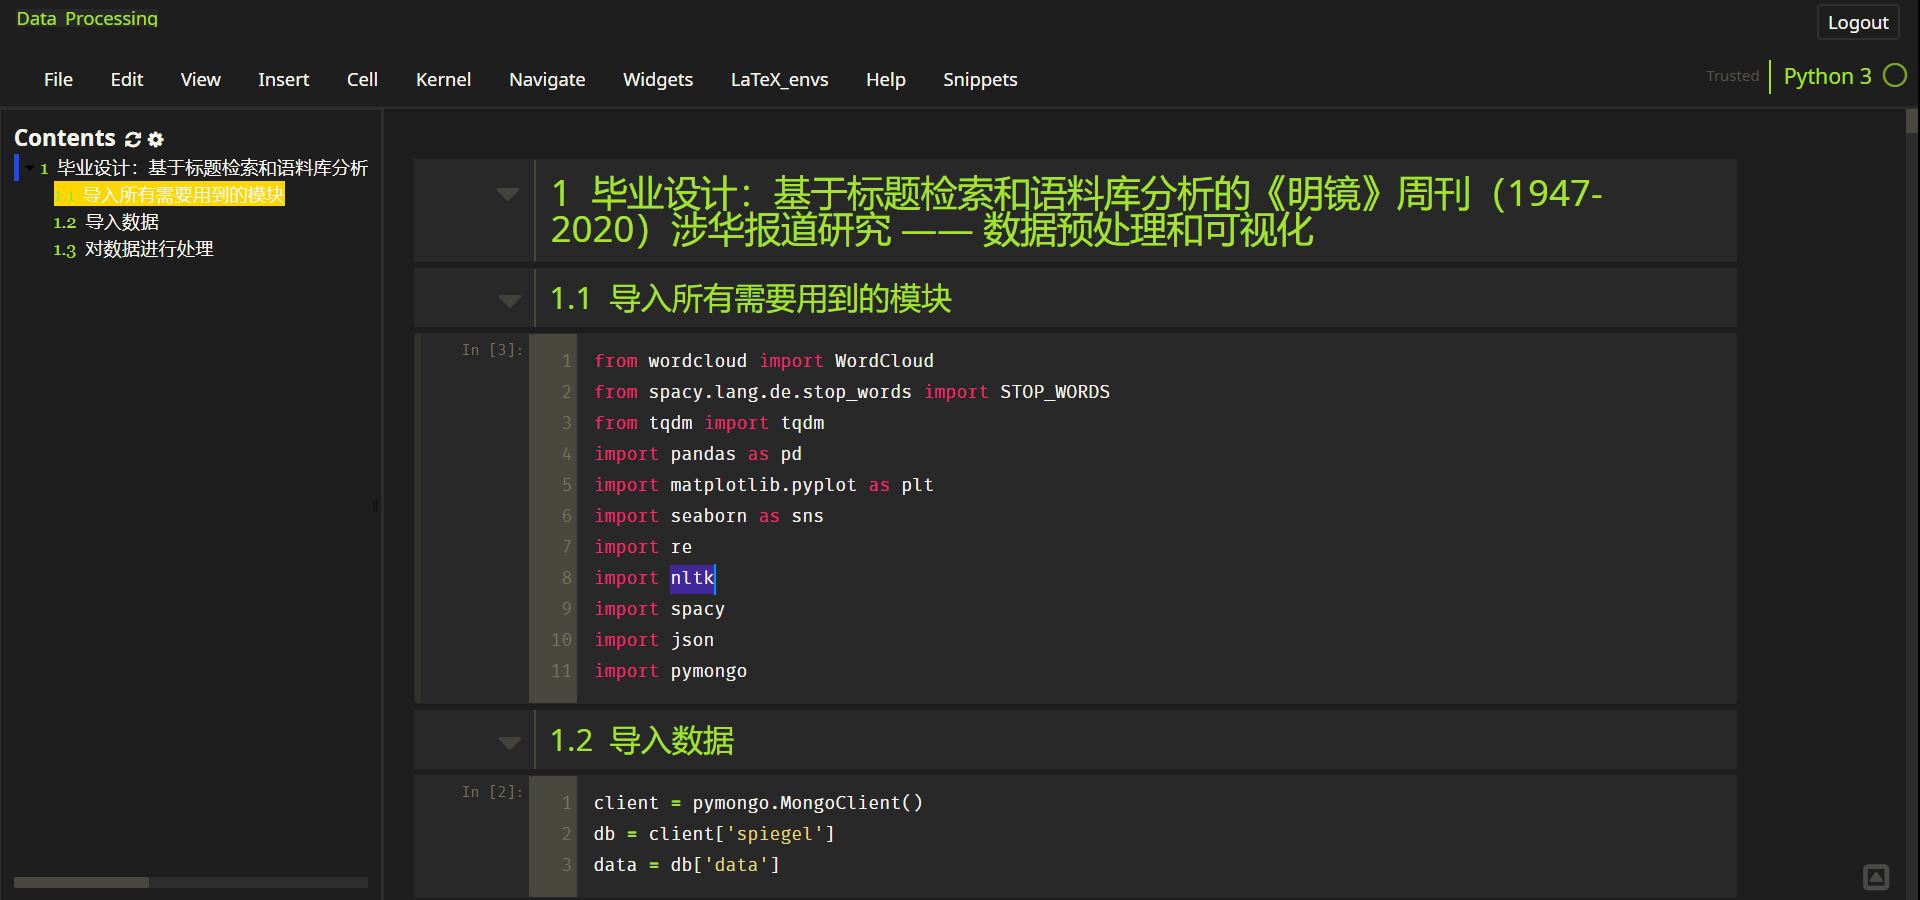 Data Processing
Logout
File Edit View Insert Cell Kernel Navigate Widgets LaTeX_envs Help Snippets
Trusted
Python 3
Contents
1 毕业设计：基于标题检索和语料库分析
1.1 导入所有需要用到的模块
1.2 导入数据
1.3 对数据进行处理
1 毕业设计：基于标题检索和语料库分析的《明镜》周刊（1947-
2020）涉华报道研究 —— 数据预处理和可视化
1.1 导入所有需要用到的模块
In [3]:
1 from wordcloud import WordCloud
2 from spacy.lang.de.stop_words import STOP_WORDS
3 from tqdm import tqdm
4 import pandas as pd
5 import matplotlib.pyplot as plt
6 import seaborn as sns
7 import re
8 import nltk
9 import spacy
10 import json
11 import pymongo
1.2 导入数据
In [2]:
1 client = pymongo.MongoClient()
2 db = client['spiegel']
3 data = db['data']